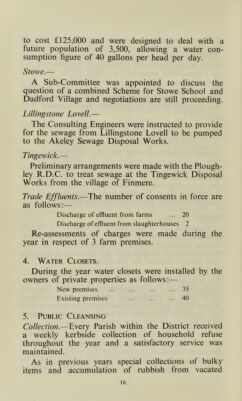 to cost £125,000 and were designed to deal with a
future population of 3,500, allowing a water con-
sumption figure of 40 gallons per head per day.
Stowe.—
A Sub-Committee was appointed to discuss the
question of a combined Scheme for Stowe School and
Dadford Village and negotiations are still proceeding.
Lillingstone Lovell.—
The Consulting Engineers were instructed to provide
for the sewage from Lillingstone Lovell to be pumped
to the Akeley Sewage Disposal Works.
Tingewick.—
Preliminary arrangements were made with the Plough-
ley R.D.C. to treat sewage at the Tingewick Disposal
Works from the village of Finmere.
Trade Effluents.—The number of consents in force are
as follows:—
Discharge of effluent from farms ... 20
Discharge of effluent from slaughterhouses 2
Re-assessments of charges were made during the
year in respect of 3 farm premises.
4. WATER CLOSETS.
During the year water closets were installed by the
owners of private properties as follows:—
New premises ... ... ... ... 35
Existing premises ... ... ... 40
5. PUBLIC CLEANSING
Collection.—Every Parish within the District received
a weekly kerbside collection of household refuse
throughout the year and a satisfactory service was
maintained.
As in previous years special collections of bulky
items and accumulation of rubbish from vacated
16